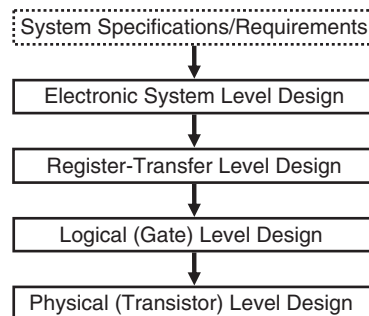 System Specifications/Requirements
Electronic System Level Design
Register-Transfer Level Design
Logical (Gate) Level Design
Physical (Transistor) Level Design